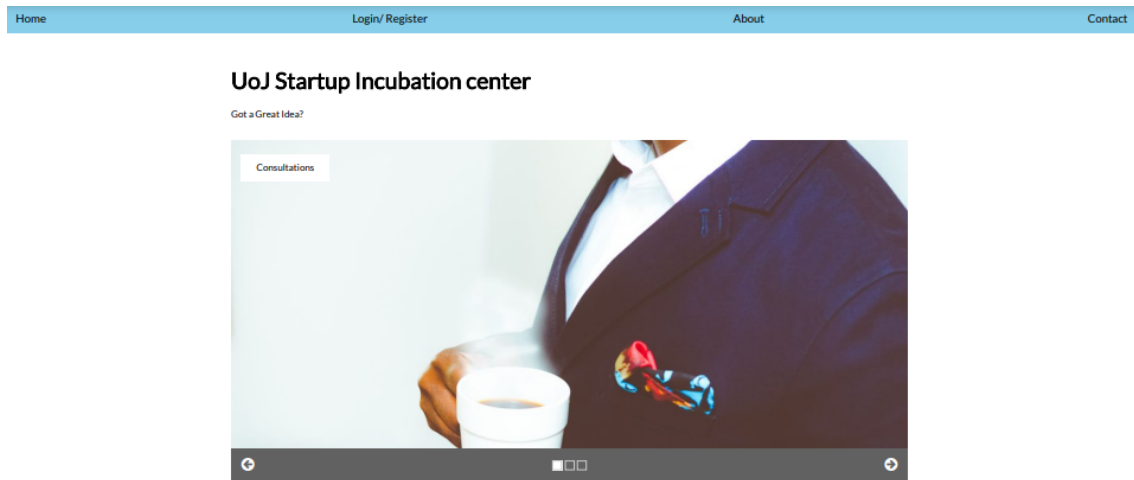 Home Login/ Register About Contact
UoJ Startup Incubation center
Got a Great Idea?
Consultations